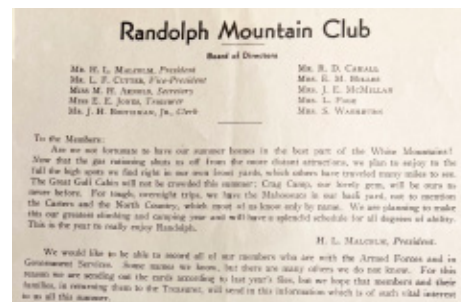 Randolph Mountain Club
Board of Directors
Mr. H. L. Malcolm, President
Mr. L. F. Cutter, Vice-President
Miss M. H. Arnold, Secretary
Miss E. E. Jones, Treasurer
Mr. J. H. Jr., Clerk
Mr. R. D.
Mrs. E. M.
Mrs. J. E. McMillan
Mrs. L.
Mrs. S.
To the Members:
Are we not fortunate to have our summer homes in the best part of the White Mountains?
Now that the gas rationing shuts us off from the more distant attractions, we plan to enjoy to the
full the high spots we find right in our own front yards, which others have traveled many miles to see.
The Great Gulf Cabin will not be crowded this summer; Crag Camp, our lovely gem, will be ours as
never before. For tough, overnight trips, we have the Mahoosucs in our back yard, not to mention
the Carters and the North Country, which most of us know only by name. We are planning to make
this our greatest climbing and camping year and will have a splendid schedule for all degrees of ability.
This is the year to really enjoy Randolph.
H. L. Malcolm, President.
We would like to be able to record all of our members who are with the Armed Forces and in
Government Services. Some names we know, but there are many others we do not know. For this
reason we are sending out the cards according to last year's files, but we hope that members and their
families, in returning them to the Treasurer, will send in this information which is of such vital interest
to us all this summer.